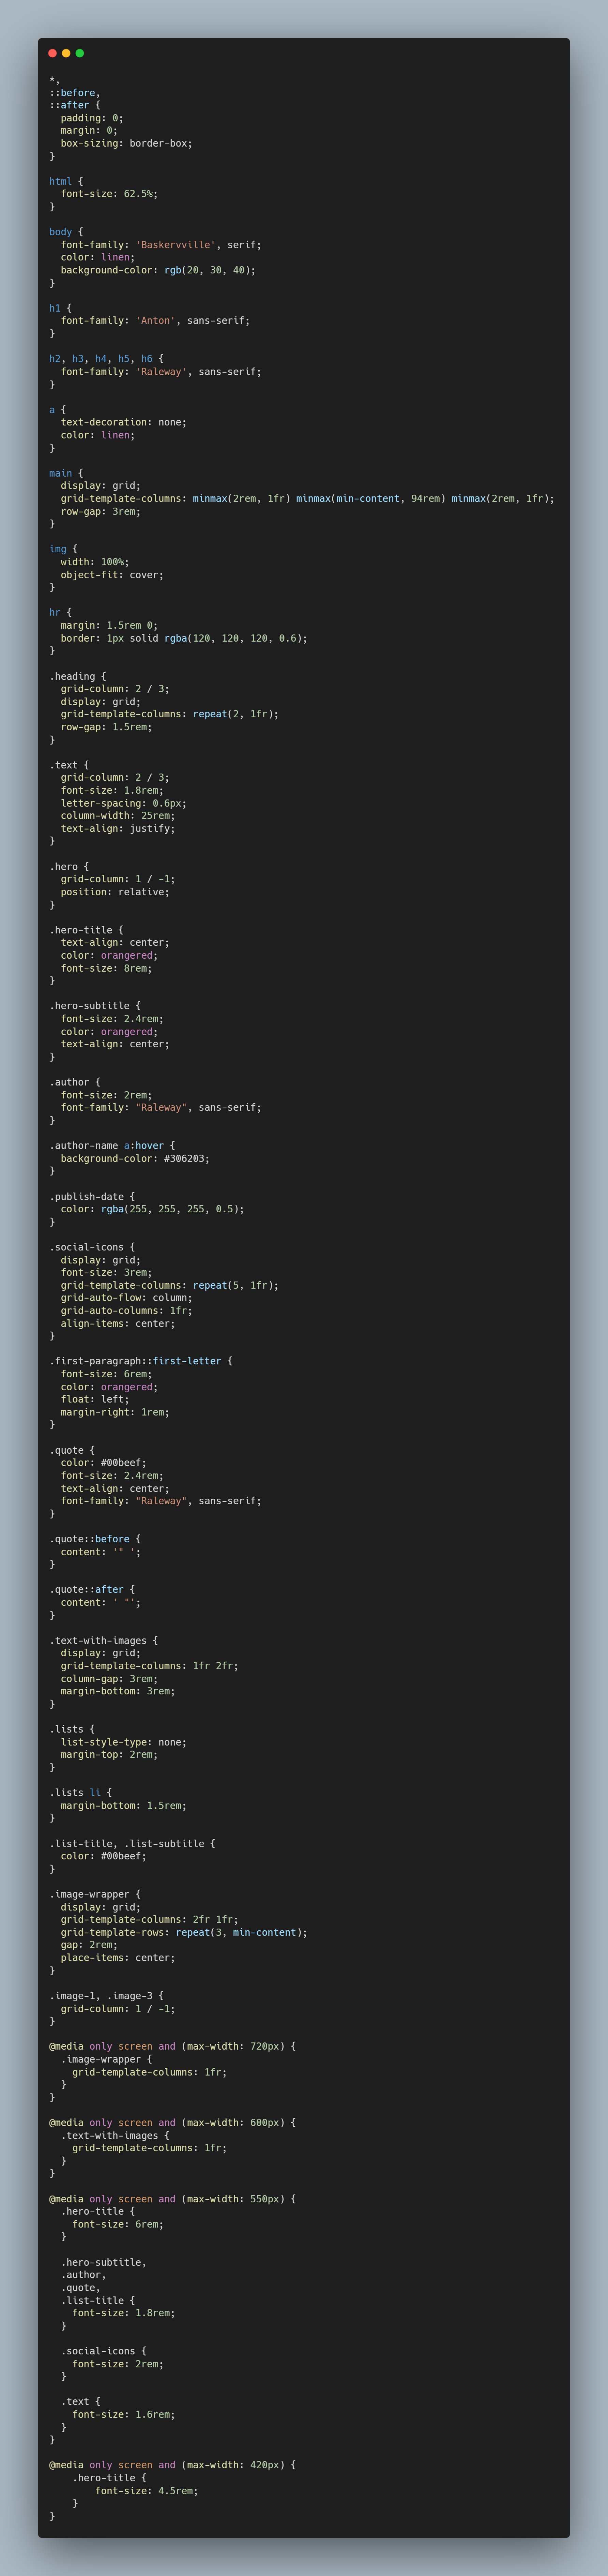 *,
::before,
::after {
  padding: 0;
  margin: 0;
  box-sizing: border-box;
}

html {
  font-size: 62.5%;
}

body {
  font-family: 'Baskervville', serif;
  color: linen;
  background-color: rgb(20, 30, 40);
}

h1 {
  font-family: 'Anton', sans-serif;
}

h2, h3, h4, h5, h6 {
  font-family: 'Raleway', sans-serif;
}

a {
  text-decoration: none;
  color: linen;
}

main {
  display: grid;
  grid-template-columns: minmax(2rem, 1fr) minmax(min-content, 94rem) minmax(2rem, 1fr);
  row-gap: 3rem;
}

img {
  width: 100%;
  object-fit: cover;
}

hr {
  margin: 1.5rem 0;
  border: 1px solid rgba(120, 120, 120, 0.6);
}

.heading {
  grid-column: 2 / 3;
  display: grid;
  grid-template-columns: repeat(2, 1fr);
  row-gap: 1.5rem;
}

.text {
  grid-column: 2 / 3;
  font-size: 1.8rem;
  letter-spacing: 0.6px;
  column-width: 25rem;
  text-align: justify;
}

.hero {
  grid-column: 1 / -1;
  position: relative;
}

.hero-title {
  text-align: center;
  color: orangered;
  font-size: 8rem;
}

.hero-subtitle {
  font-size: 2.4rem;
  color: orangered;
  text-align: center;
}

.author {
  font-size: 2rem;
  font-family: "Raleway", sans-serif;
}

.author-name a:hover {
  background-color: #306203;
}

.publish-date {
  color: rgba(255, 255, 255, 0.5);
}

.social-icons {
  display: grid;
  font-size: 3rem;
  grid-template-columns: repeat(5, 1fr);
  grid-auto-flow: column;
  grid-auto-columns: 1fr;
  align-items: center;
}

.first-paragraph::first-letter {
  font-size: 6rem;
  color: orangered;
  float: left;
  margin-right: 1rem;
}

.quote {
  color: #00beef;
  font-size: 2.4rem;
  text-align: center;
  font-family: "Raleway", sans-serif;
}

.quote::before {
  content: '" ';
}

.quote::after {
  content: ' "';
}

.text-with-images {
  display: grid;
  grid-template-columns: 1fr 2fr;
  column-gap: 3rem;
  margin-bottom: 3rem;
}

.lists {
  list-style-type: none;
  margin-top: 2rem;
}

.lists li {
  margin-bottom: 1.5rem;
}

.list-title, .list-subtitle {
  color: #00beef;
}

.image-wrapper {
  display: grid;
  grid-template-columns: 2fr 1fr;
  grid-template-rows: repeat(3, min-content);
  gap: 2rem;
  place-items: center;
}

.image-1, .image-3 {
  grid-column: 1 / -1;
}

@media only screen and (max-width: 720px) {
  .image-wrapper {
    grid-template-columns: 1fr;
  }
}

@media only screen and (max-width: 600px) {
  .text-with-images {
    grid-template-columns: 1fr;
  }
}

@media only screen and (max-width: 550px) {
  .hero-title {
    font-size: 6rem;
  }

  .hero-subtitle,
  .author,
  .quote,
  .list-title {
    font-size: 1.8rem;
  }

  .social-icons {
    font-size: 2rem;
  }

  .text {
    font-size: 1.6rem;
  }
}

@media only screen and (max-width: 420px) {
    .hero-title {
        font-size: 4.5rem;
    }
}